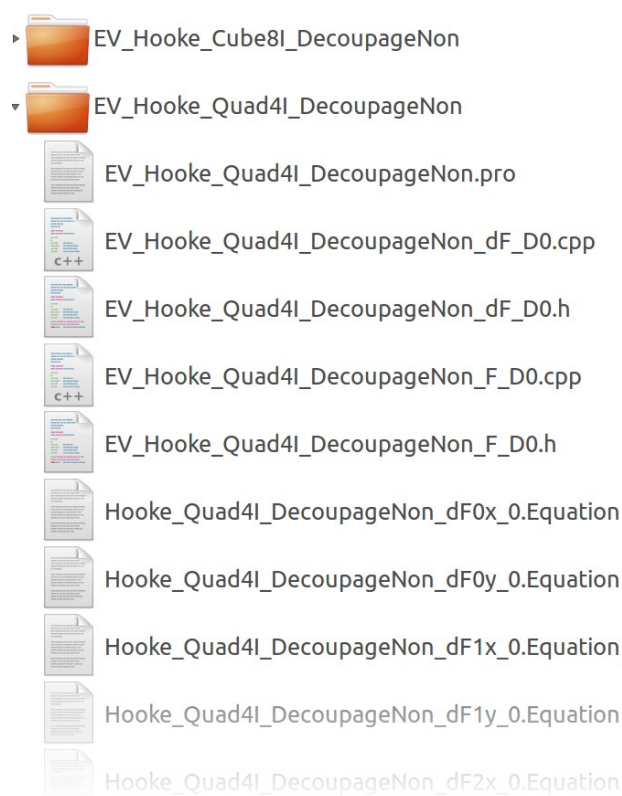 EV_Hooke_Cube8I_DecoupageNon
EV_Hooke_Quad4I_DecoupageNon
EV_Hooke_Quad4I_DecoupageNon.pro
EV_Hooke_Quad4I_DecoupageNon_dF_D0.cpp
C++
EV_Hooke_Quad4I_DecoupageNon_dF_D0.h
EV_Hooke_Quad4I_DecoupageNon_F_D0.cpp
C++
EV_Hooke_Quad4I_DecoupageNon_F_D0.h
Hooke_Quad4I_DecoupageNon_dF0x_0.Equation
Hooke_Quad4I_DecoupageNon_dF0y_0.Equation
Hooke_Quad4I_DecoupageNon_dF1x_0.Equation
Hooke_Quad4I_DecoupageNon_dF1y_0.Equation
Hooke_Quad4I_DecoupageNon_dF2x_0.Equation